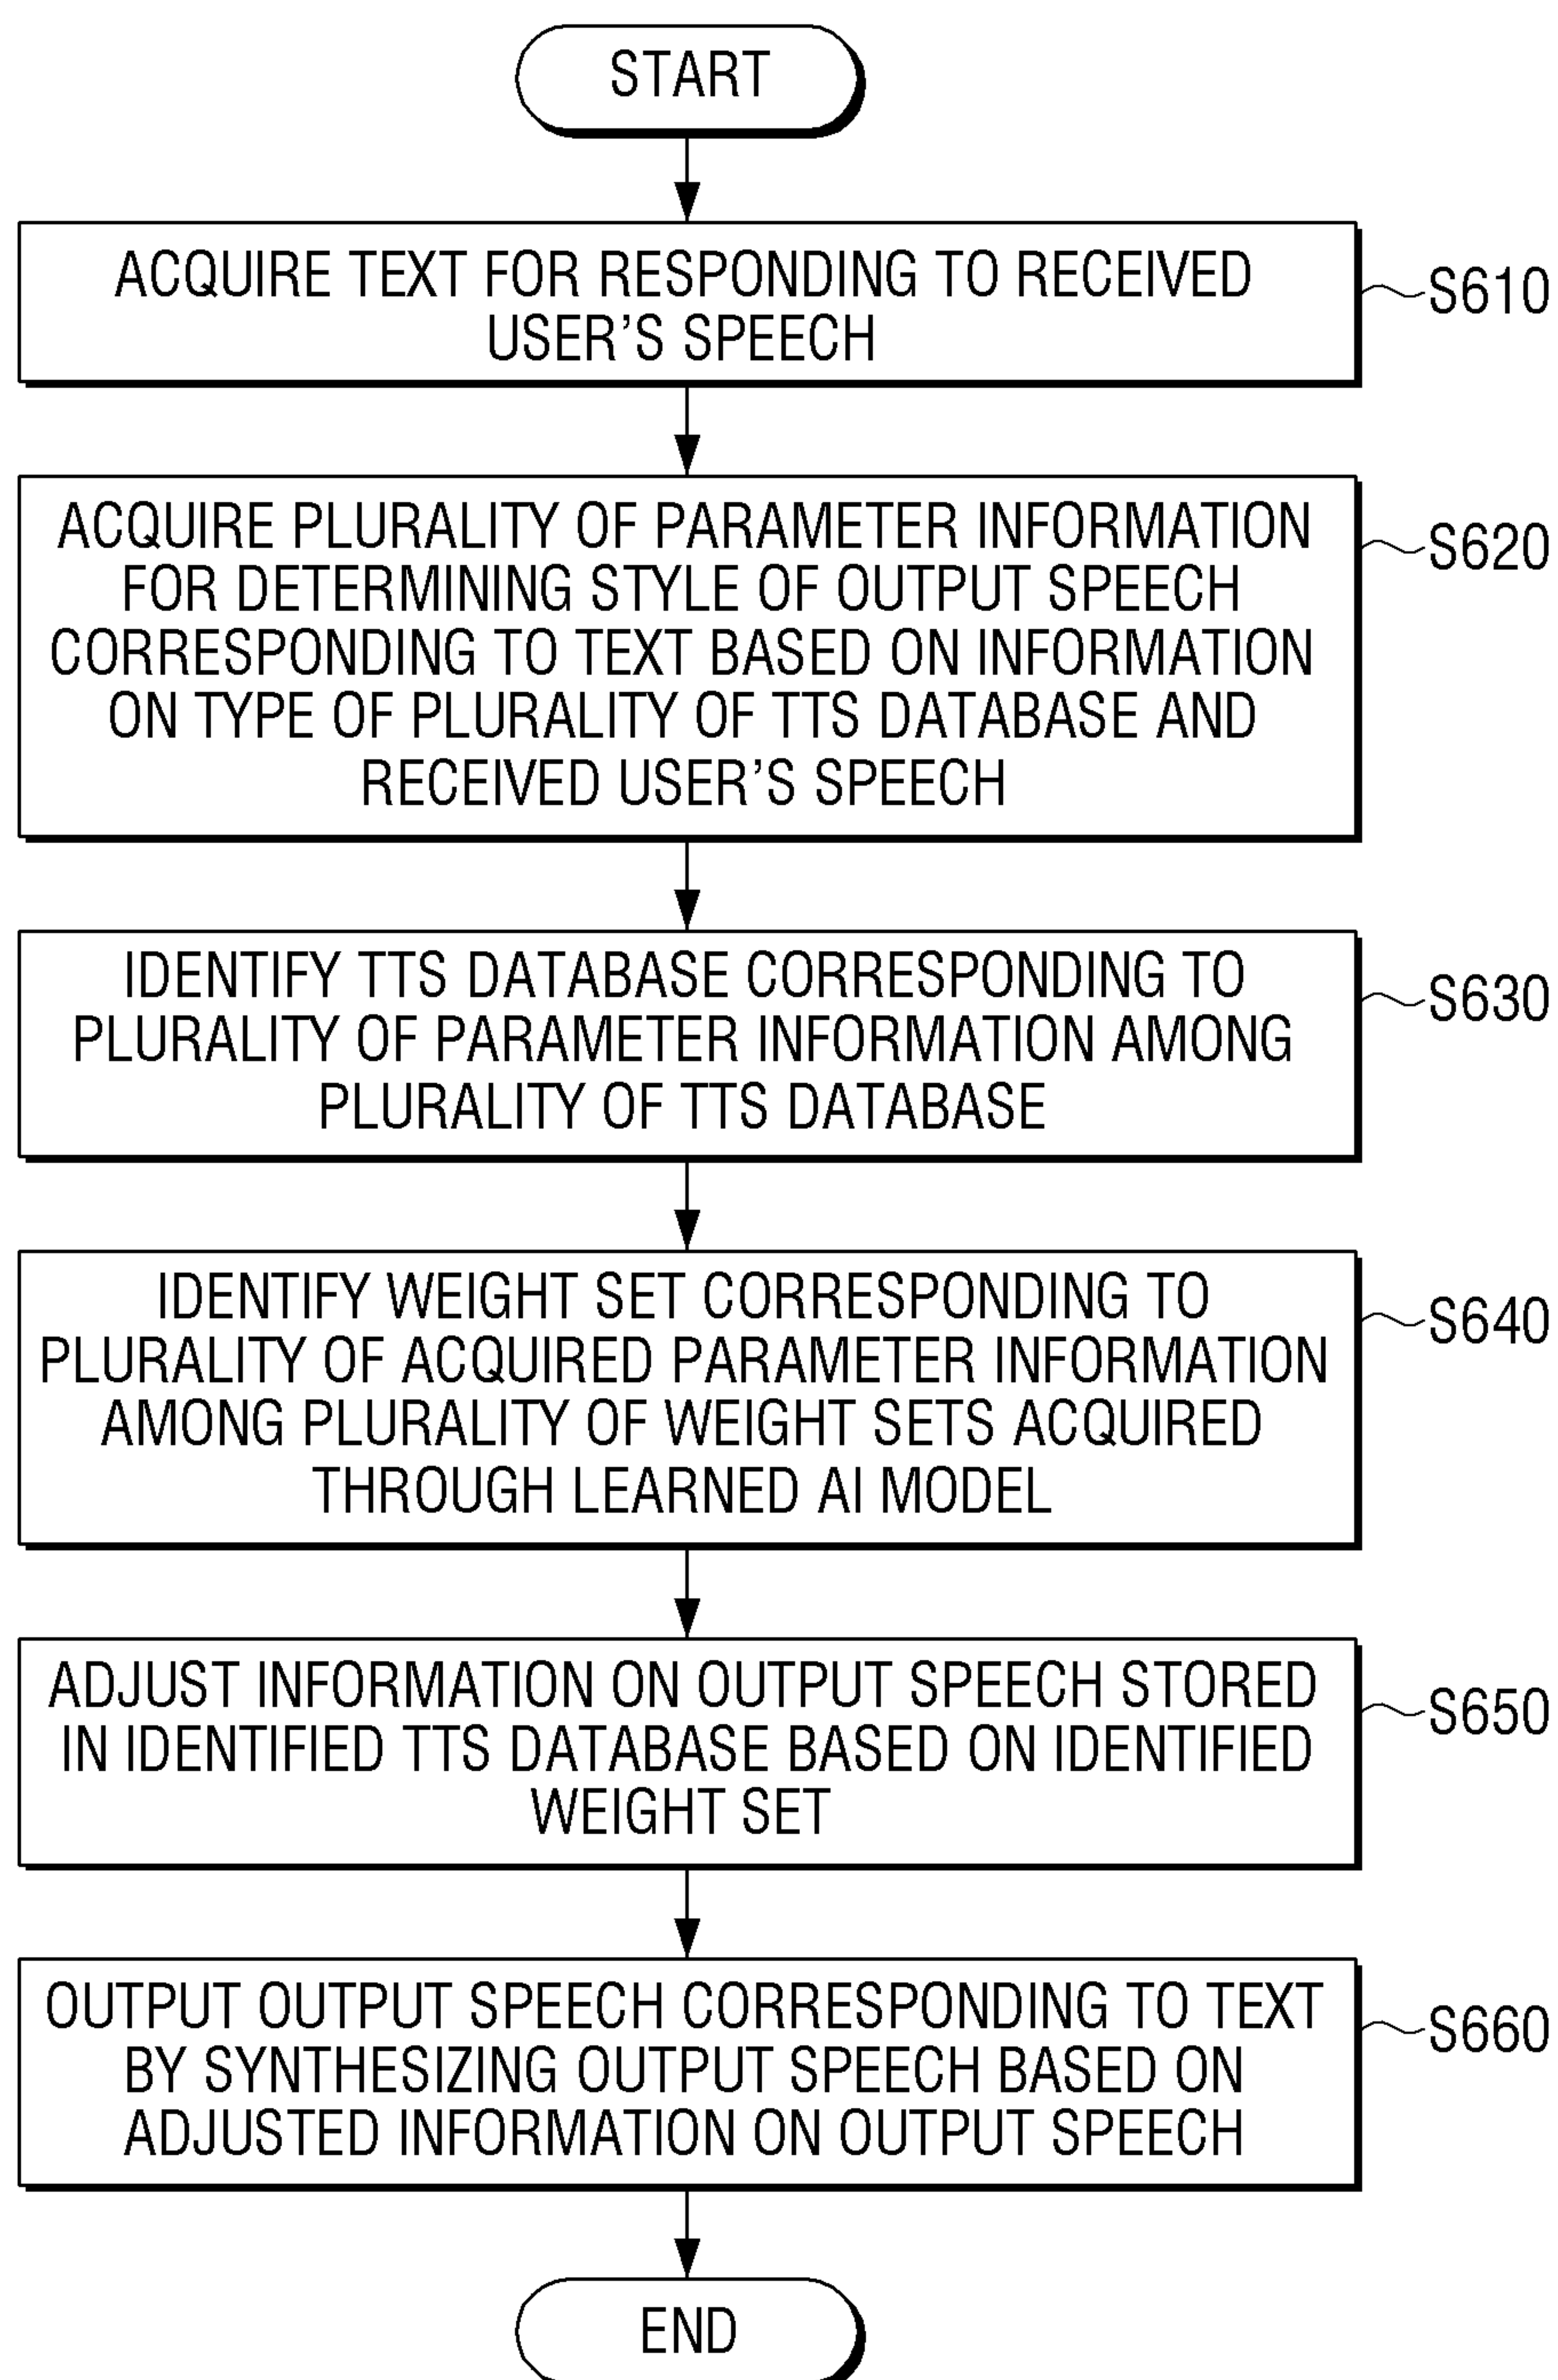 START
ACQUIRE TEXT FOR RESPONDING TO RECEIVED
USER'S SPEECH
S610
ACQUIRE PLURALITY OF PARAMETER INFORMATION
FOR DETERMINING STYLE OF OUTPUT SPEECH
CORRESPONDING TO TEXT BASED ON INFORMATION
ON TYPE OF PLURALITY OF TTS DATABASE AND
RECEIVED USER'S SPEECH
S620
IDENTIFY TTS DATABASE CORRESPONDING TO
PLURALITY OF PARAMETER INFORMATION AMONG
PLURALITY OF TTS DATABASE
S630
IDENTIFY WEIGHT SET CORRESPONDING TO
PLURALITY OF ACQUIRED PARAMETER INFORMATION
AMONG PLURALITY OF WEIGHT SETS ACQUIRED
THROUGH LEARNED AI MODEL
S640
ADJUST INFORMATION ON OUTPUT SPEECH STORED
IN IDENTIFIED TTS DATABASE BASED ON IDENTIFIED
WEIGHT SET
S650
OUTPUT OUTPUT SPEECH CORRESPONDING TO TEXT
BY SYNTHESIZING OUTPUT SPEECH BASED ON
ADJUSTED INFORMATION ON OUTPUT SPEECH
S660
END